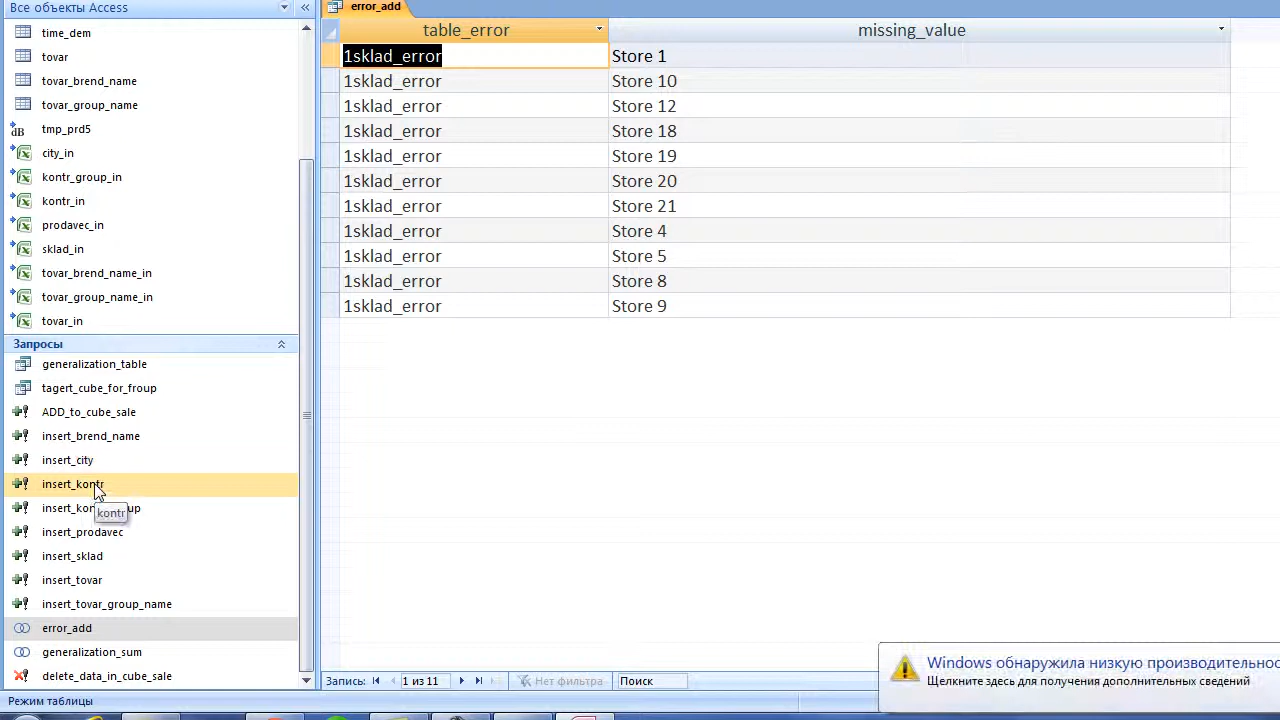 Все объекты Access «
time_dem
tovar
tovar_brend_name
tovar_group_name
dB tmp_prd5
city_in
kontr_group_in
kontr_in
prodavec_in
sklad_in
tovar_brend_name_in
tovar_group_name_in
tovar_in
Запросы
generalization_table
tagert_cube_for_froup
ADD_to_cube_sale
insert_brend_name
insert_city
insert_kontr
kontr
insert_prodavec
insert_sklad
insert_tovar
insert_tovar_group_name
error_add
generalization_sum
delete_data_in_cube_sale
Режим таблицы
error_add
table_error missing_value
1sklad_error Store 1
1sklad_error Store 10
1sklad_error Store 12
1sklad_error Store 18
1sklad_error Store 19
1sklad_error Store 20
1sklad_error Store 21
1sklad_error Store 4
1sklad_error Store 5
1sklad_error Store 8
1sklad_error Store 9
Запись: 1 из 11 Нет фильтра Поиск
Windows обнаружила низкую
Щелкните здесь для получения дополнительных сведений